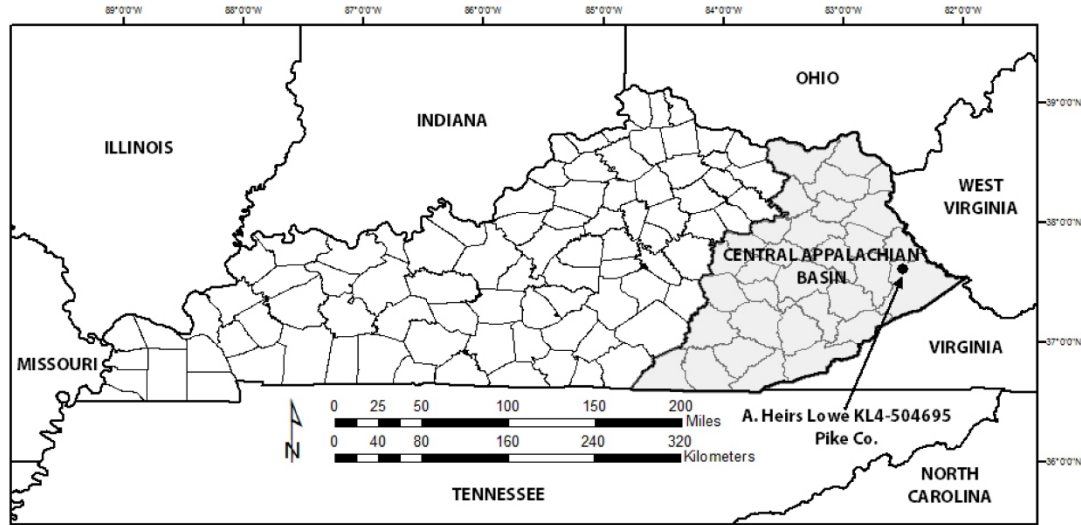 89°0'0"W 88°0'0"W 87°0'0"W 86°0'0"W 85°0'0"W 84°0'0"W 83°0'0"W 82°0'0"W
OHIO
39°0'0"N
INDIANA
ILLINOIS
WEST
VIRGINIA
38°0'0"N
CENTRAL APPALACHIAN
BASIN
37°0'0"N
MISSOURI
VIRGINIA
0 25 50 100 150 200
Miles
A. Heirs Lowe KL4-504695
Pike Co.
0 40 80 160 240 320
Kilometers
N
36°0'0"N
NORTH
CAROLINA
TENNESSEE